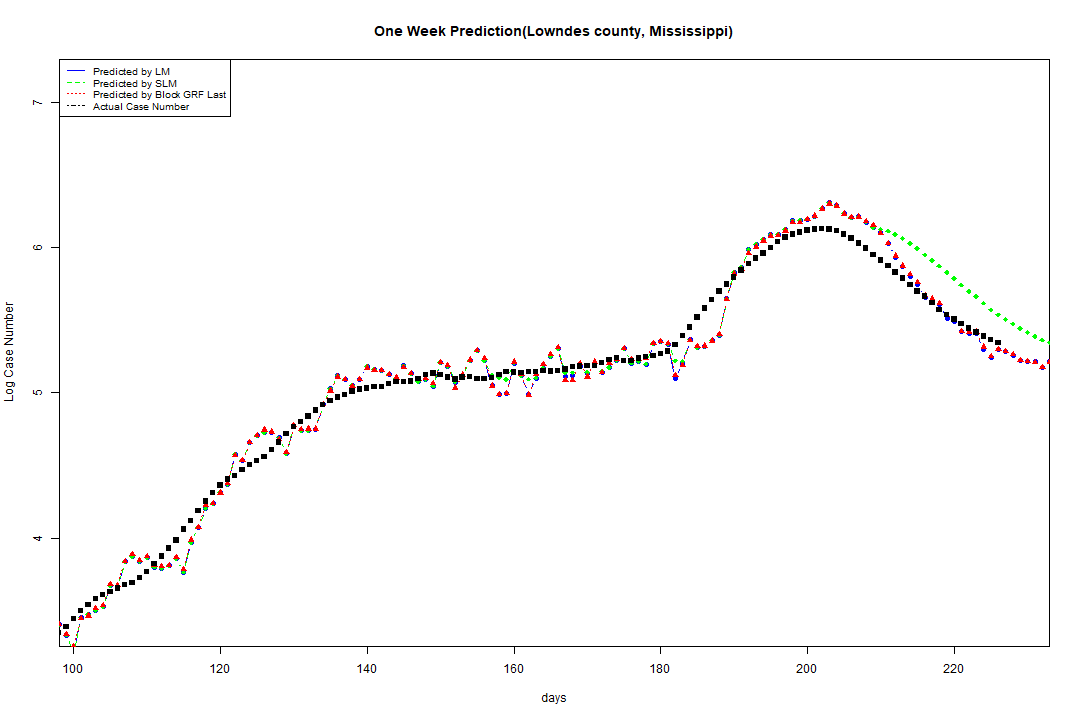 One Week Prediction(Lowndes county, Mississippi)
Predicted by LM
Predicted by SLM
Predicted by Block GRF Last
Actual Case Number
7
6
5
4
Log Case Number
100 120 140 160 180 200 220
days